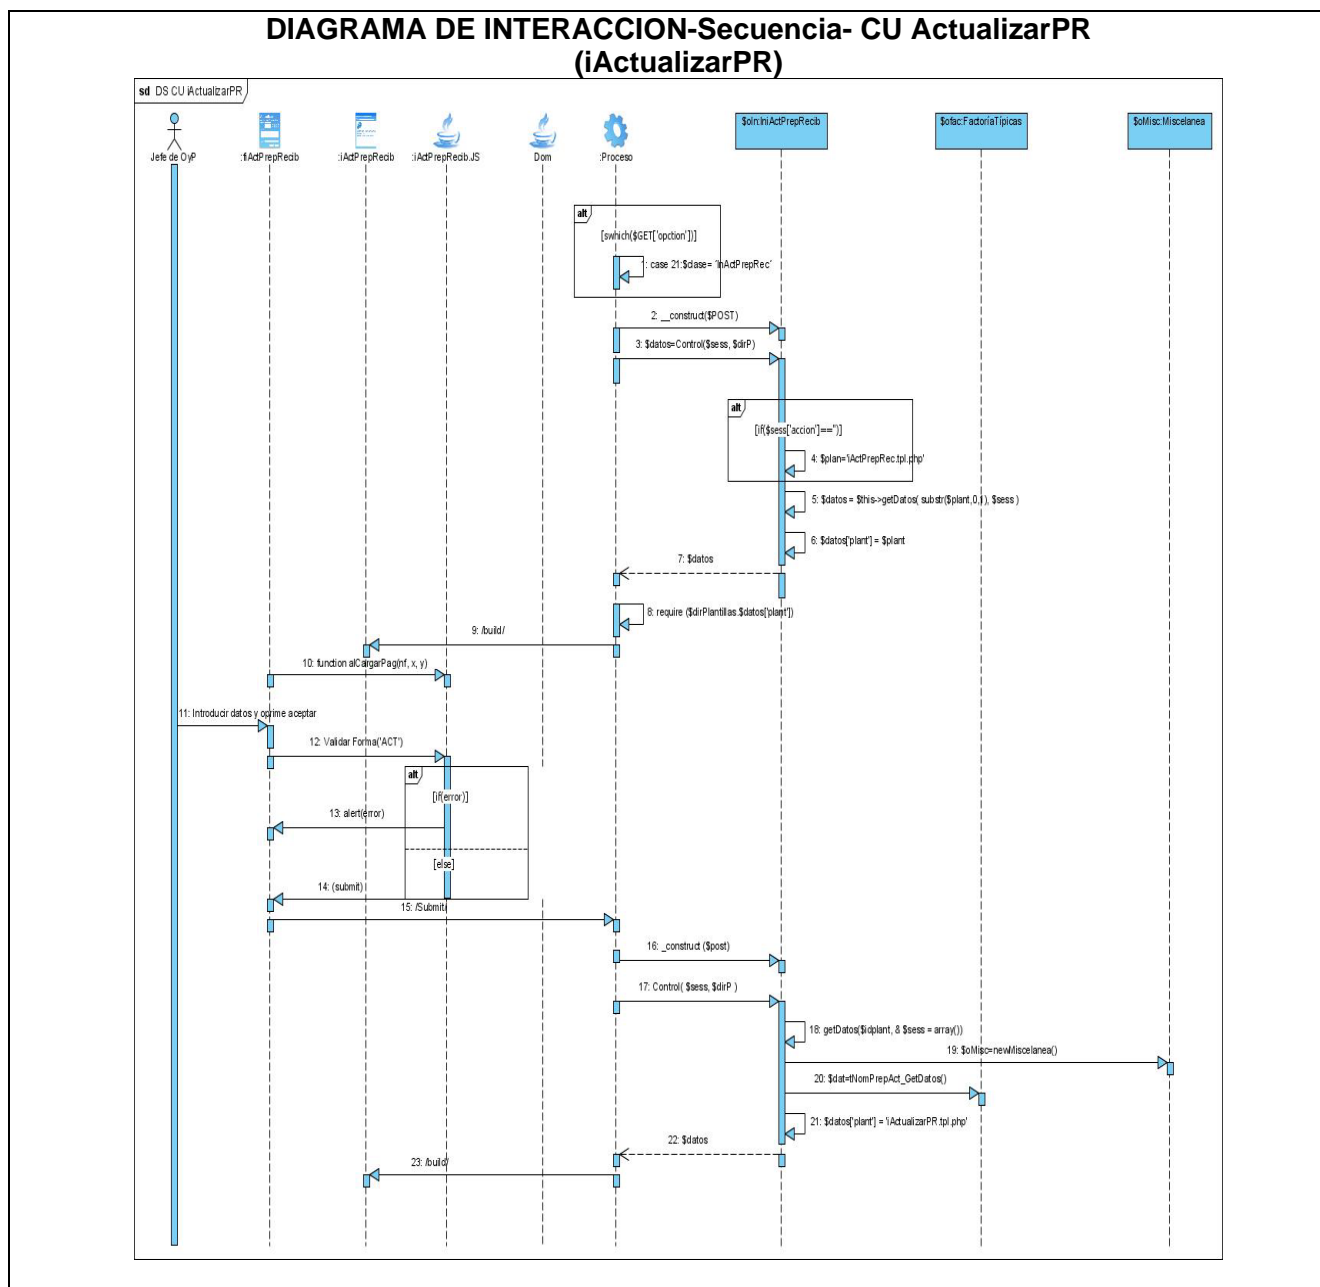 DIAGRAMA DE INTERACCION-Secuencia- CU ActualizarPR
(iActualizarPR)
sd DS CU iActualizarPR
Jefe de OyP
:fiActPrepRecib
:iActPrepRecib
:iActPrepRecib.JS
Dom
:Proceso
$oIn:IniActPrepRecib
$ofac:FactoríaTípicas
$oMisc:Miscelanea
alt
[swhich($GET['opction'])]
1: case 21:$clase= 'InActPrepRec'
2: __construct($POST)
3: $datos=Control($sess, $dirP)
alt
[if($sess['accion']=='')]
4: $plan='iActPrepRec.tpl.php'
5: $datos = $this->getDatos( substr($plant,0,1), $sess )
6: $datos['plant'] = $plant
7: $datos
8: require ($dirPlantillas.$datos['plant'])
9: /build/
10: function alCargarPag(nf, x, y)
11: Introducir datos y oprime aceptar
12: Validar Forma('ACT')
alt
[if(error)]
13: alert(error)
[else]
14: (submit)
15: /Submit/
16: _construct ($post)
17: Control( $sess, $dirP )
18: getDatos($idplant, & $sess = array())
19: $oMisc=newMiscelanea()
20: $dat=tNomPrepAct_GetDatos()
21: $datos['plant'] = 'iActualizarPR.tpl.php'
22: $datos
23: /build/